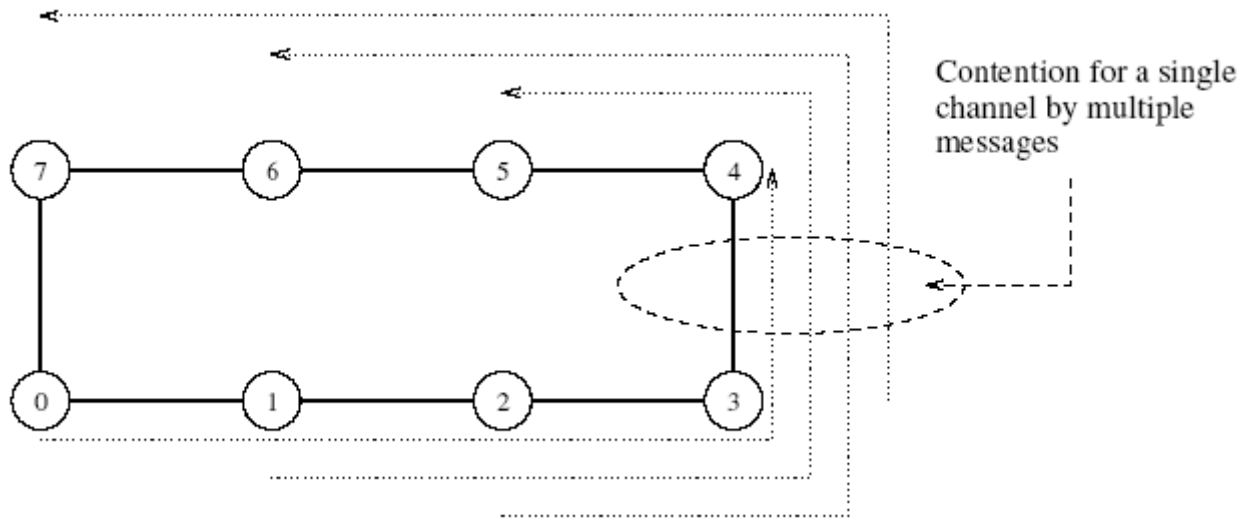 Contention for a single
channel by multiple
messages
7 6 5 4
0 1 2 3